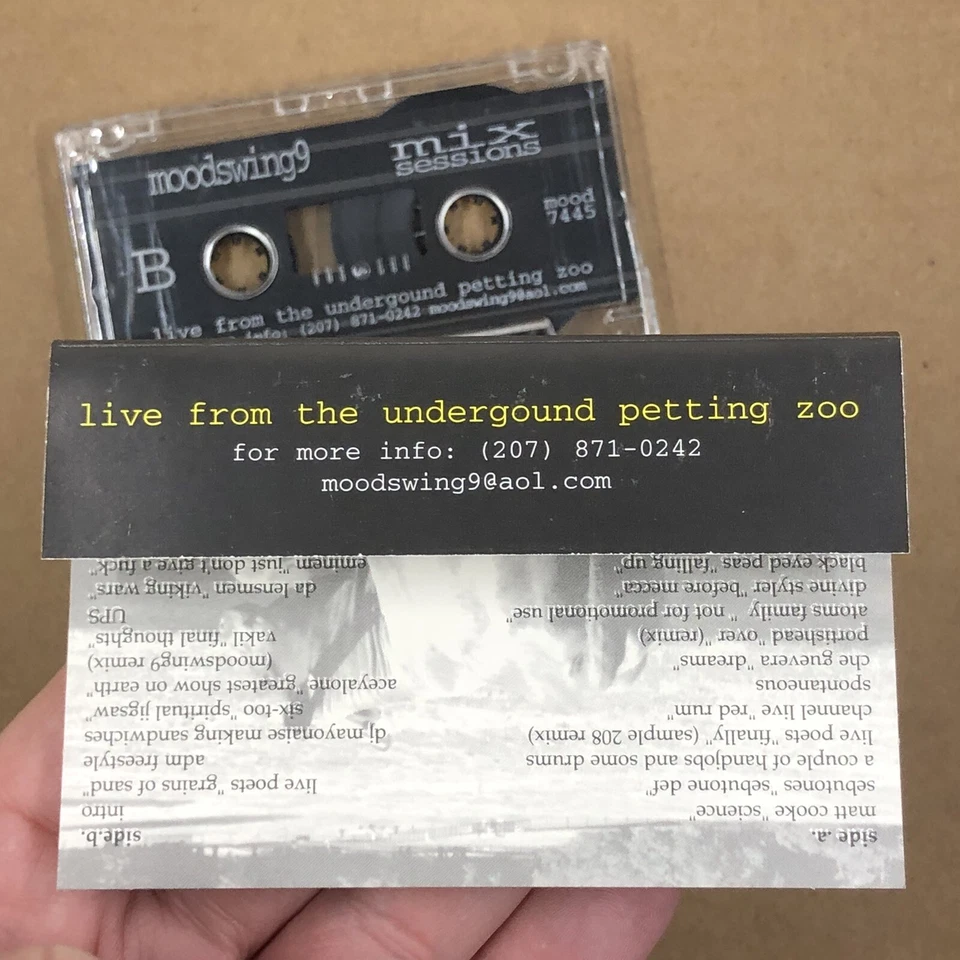 moodswing9
mix
sessions
mood
7445
B
live from the undergound petting zoo
info: (207) 871-0242 moodswing9@aol.com
live from the undergound petting zoo
for more info: (207) 871-0242
moodswing9@aol.com
side .a.
matt cooke "science"
sebutones "sebutone def"
a couple of handjobs and some drums
live poets "finally" (sample 208 remix)
channel live "red rum"
spontaneous
che guevera "dreams"
portishead "over "(remix)
atoms family " not for promotional use"
divine styler "before mecca"
black eyed peas "falling up"
side.b.
intro
live poets "grains of sand"
adm freestyle
dj mayonaise making sandwiches
six-too "spiritual jigsaw"
aceyalone "greatest show on earth"
(moodswing9 remix)
vakil "final thoughts"
UPS
da lensmen "viking wars"
eminem "just don't give a fuck"